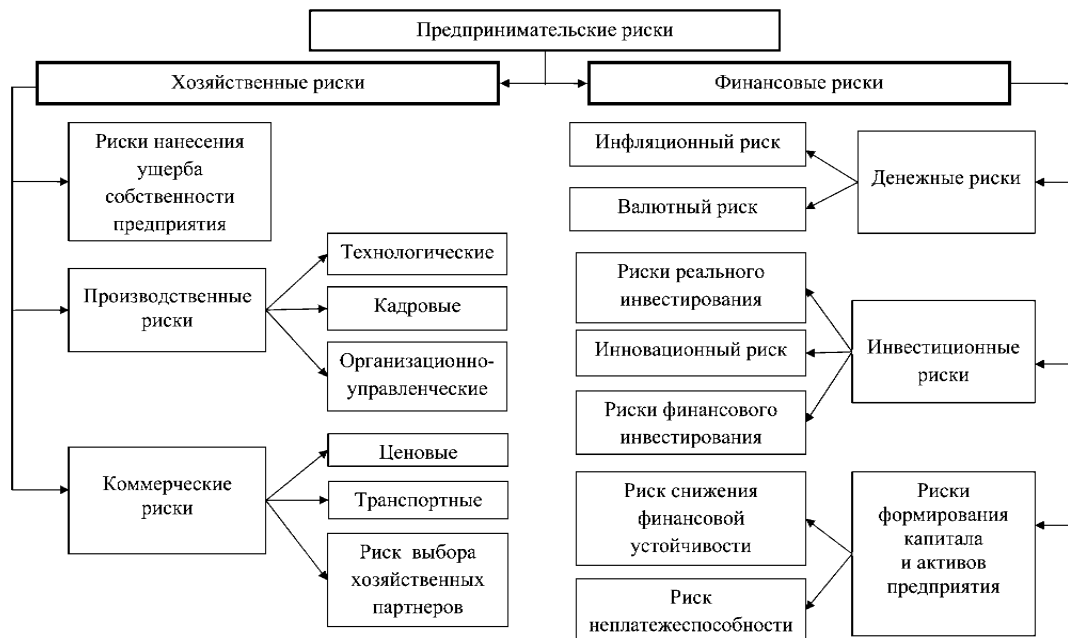 Предпринимательские риски
Хозяйственные риски
Финансовые риски
Риски нанесения
ущерба
собственности
предприятия
Производственные
риски
Технологические
Кадровые
Организационно-
управленческие
Коммерческие
риски
Ценовые
Транспортные
Риск выбора
хозяйственных
партнеров
Инфляционный риск
Валютный риск
Денежные риски
Риски реального
инвестирования
Инновационный риск
Риски финансового
инвестирования
Инвестиционные
риски
Риск снижения
финансовой
устойчивости
Риск
неплатежеспособности
Риски
формирования
капитала
и активов
предприятия